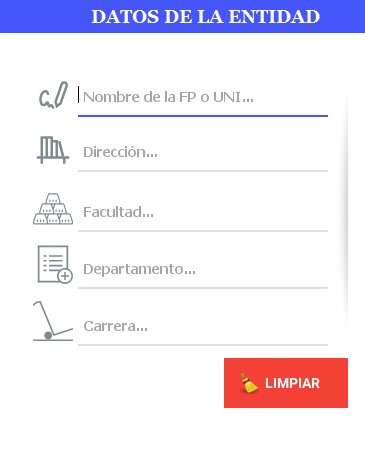 DATOS DE LA ENTIDAD
Nombre de la FP o UNI...
Dirección...
Facultad...
Departamento...
Carrera...
LIMPIAR